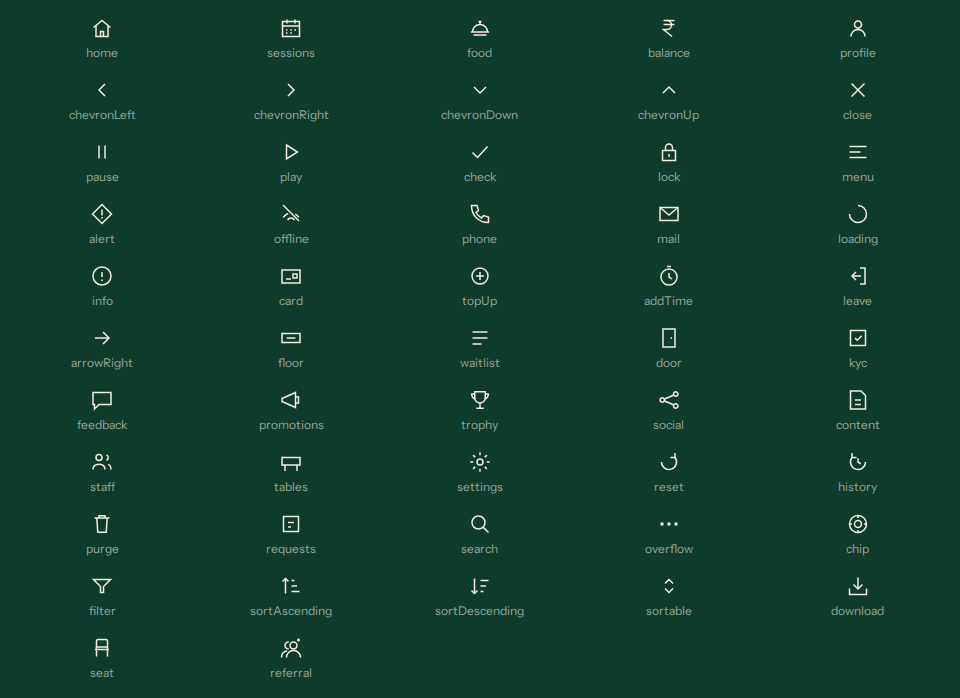 home sessions food balance profile
chevronLeft chevronRight chevronDown chevronUp close
pause play check lock menu
alert offline phone mail loading
info card topUp addTime leave
arrowRight floor waitlist door kyc
feedback promotions trophy social content
staff tables settings reset history
purge requests search overflow chip
filter sortAscending sortDescending sortable download
seat referral